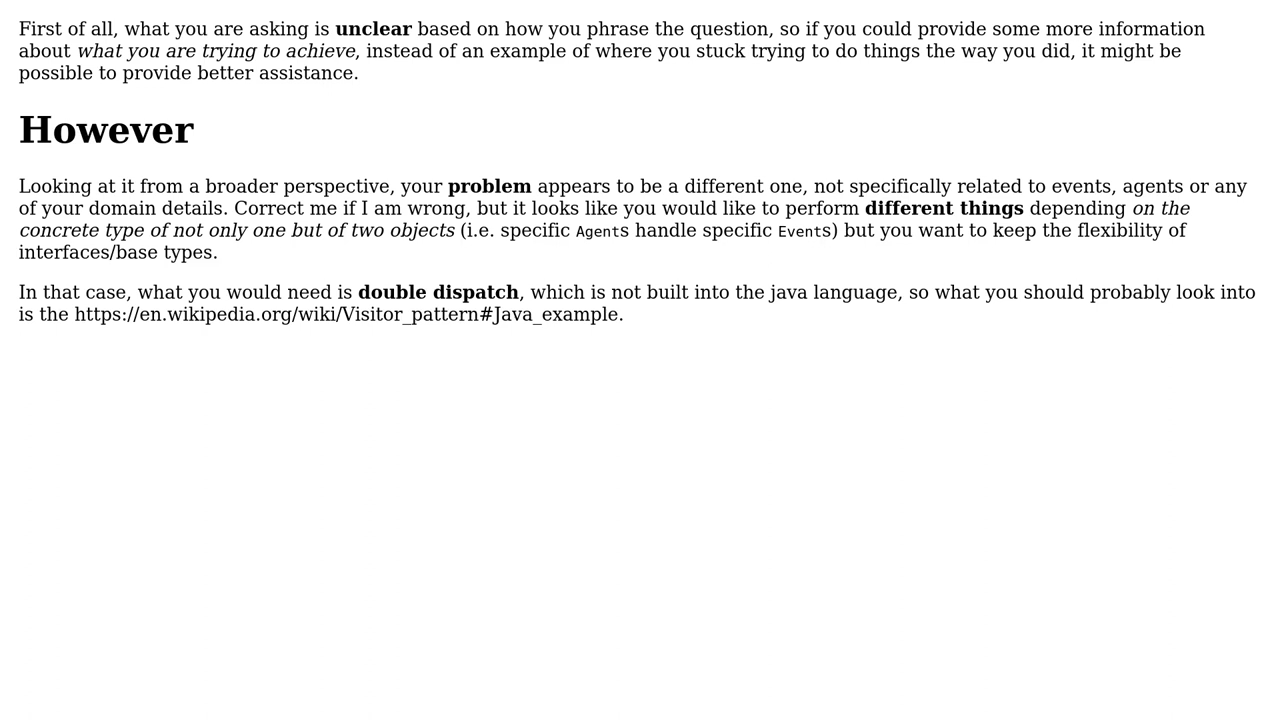 First of all, what you are asking is unclear based on how you phrase the question, so if you could provide some more information
about what you are trying to achieve, instead of an example of where you stuck trying to do things the way you did, it might be
possible to provide better assistance.
However
Looking at it from a broader perspective, your problem appears to be a different one, not specifically related to events, agents or any
of your domain details. Correct me if I am wrong, but it looks like you would like to perform different things depending on the
concrete type of not only one but of two objects (i.e. specific Agents handle specific Events) but you want to keep the flexibility of
interfaces/base types.
In that case, what you would need is double dispatch, which is not built into the java language, so what you should probably look into
is the https://en.wikipedia.org/wiki/Visitor_pattern#Java_example.